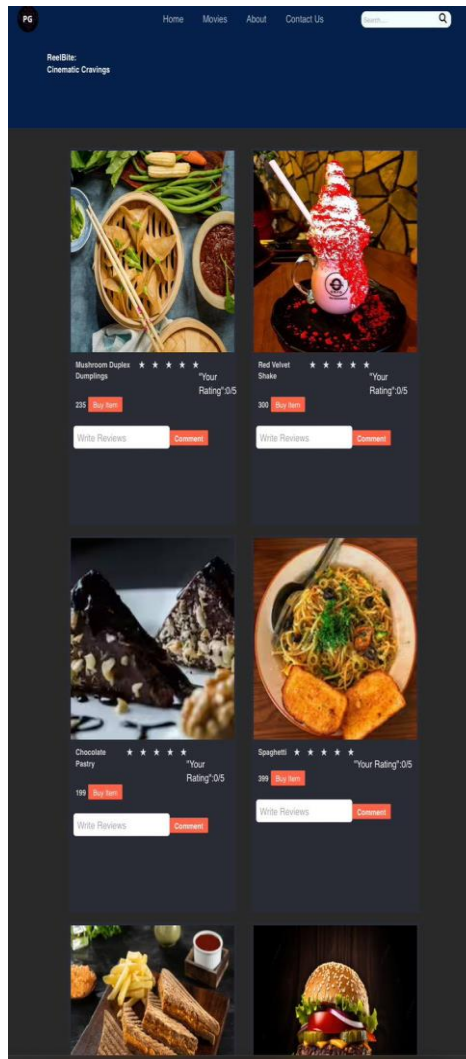 PG
Home Movies About Contact Us
Search....
ReelBite:
Cinematic Cravings
Mushroom Duplex ★ ★ ★ ★ ★
Dumplings
"Your
Rating":0/5
235 Buy Item
Write Reviews Comment
Red Velvet ★ ★ ★ ★ ★
Shake
"Your
Rating":0/5
300 Buy Item
Write Reviews Comment
Chocolate ★ ★ ★ ★ ★
Pastry
"Your
Rating":0/5
199 Buy Item
Write Reviews Comment
Spaghetti ★ ★ ★ ★ ★
"Your Rating":0/5
399 Buy Item
Write Reviews Comment